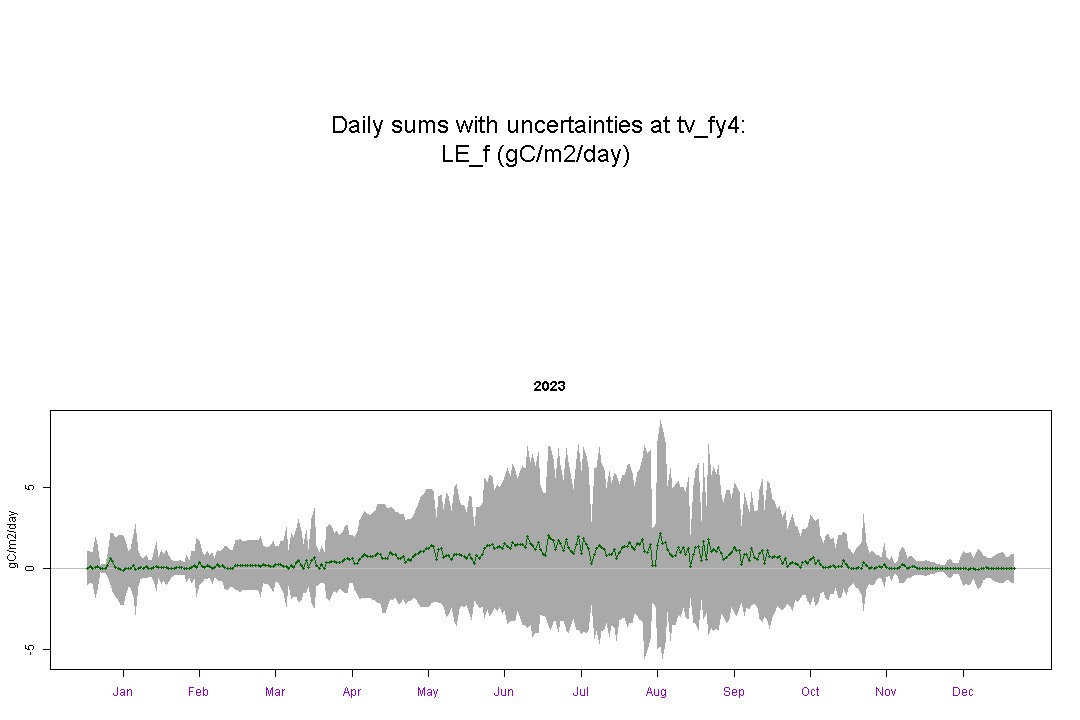 Daily sums with uncertainties at tv_fy4:
LE_f (gC/m2/day)
2023
gC/m2/day
5
0
-5
Jan Feb Mar Apr May Jun Jul Aug Sep Oct Nov Dec